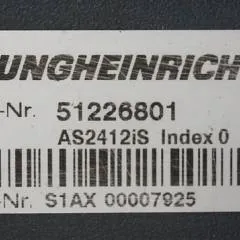 UNGHEINRICH
-Nr. 51226801
AS2412iS Index 0
-Nr. S1AX 00007925